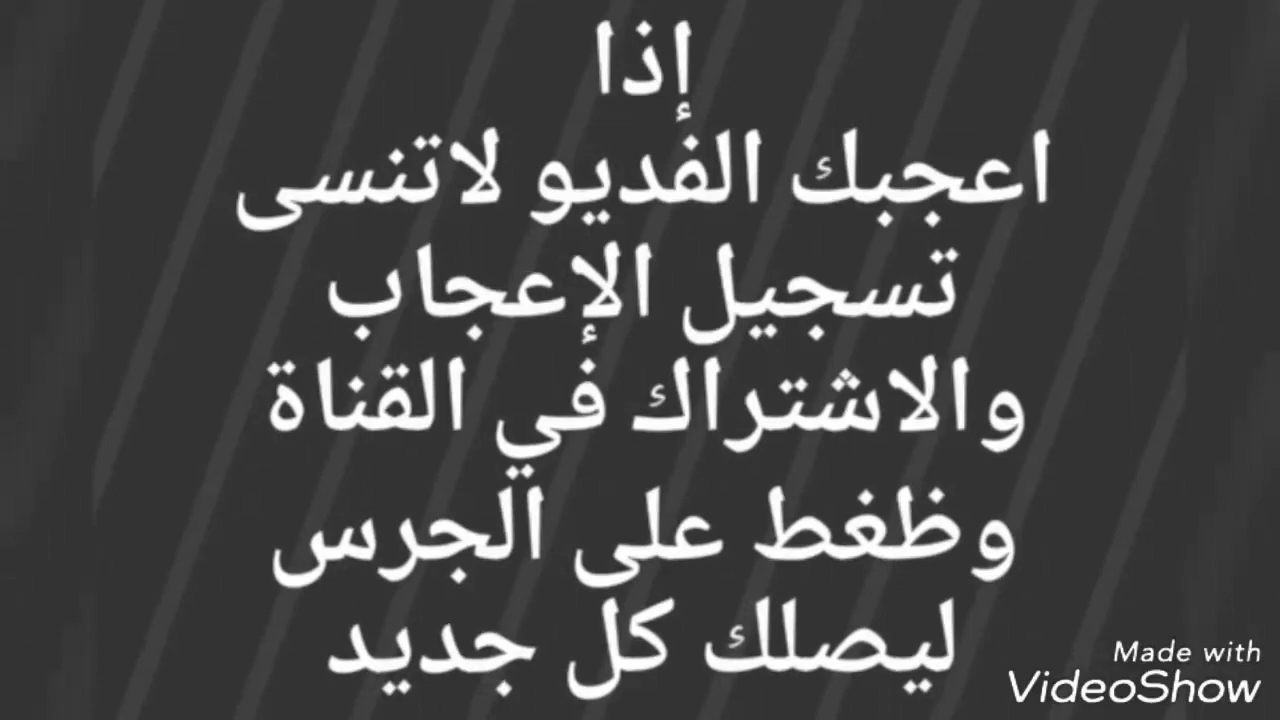 إذا
اعجبك الفديو لاتنسى
تسجيل الإعجاب
والاشتراك في القناة
وظغط على الجرس
ليصلك كل جديد
Made with
VideoShow